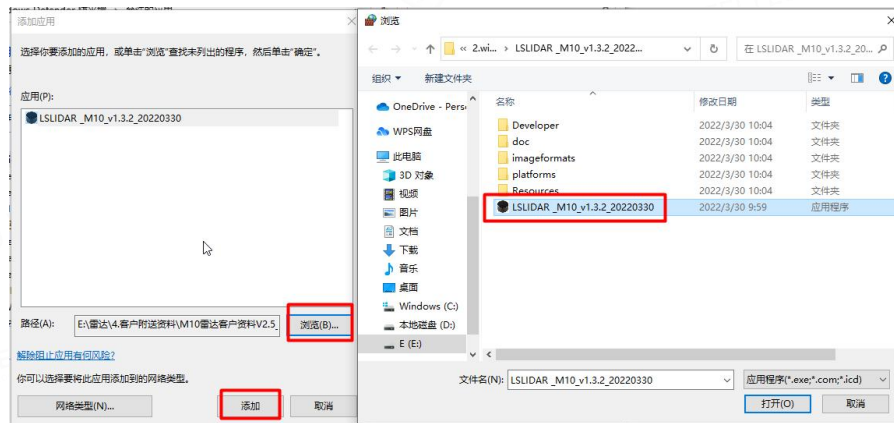 添加应用
选择你要添加的应用，或单击"浏览"查找未列出的程序，然后单击"确定"。
应用(P):
LSLIDAR _M10_v1.3.2_20220330
路径(A):
E:\雷达\4.客户附送资料\M10雷达客户资料V2.5_
浏览(B)...
解除阻止应用有何风险?
你可以选择要将此应用添加到的网络类型。
网络类型(N)...
添加
取消
浏览
« 2.wi... › LSLIDAR_M10_v1.3.2_2022...
在 LSLIDAR _M10_v1.3.2_20...
组织
新建文件夹
OneDrive - Pers
WPS网盘
此电脑
3D 对象
视频
图片
文档
下载
音乐
桌面
Windows (C:)
本地磁盘 (D:)
E (E:)
名称 修改日期 类型
Developer 2022/3/30 10:04 文件夹
doc 2022/3/30 10:04 文件夹
imageformats 2022/3/30 10:04 文件夹
platforms 2022/3/30 10:04 文件夹
Resources 2022/3/30 10:04 文件夹
LSLIDAR _M10_v1.3.2_20220330 2022/3/30 9:59 应用程序
文件名(N): LSLIDAR _M10_v1.3.2_20220330
应用程序(*.exe;*.com;*.icd)
打开(O)
取消